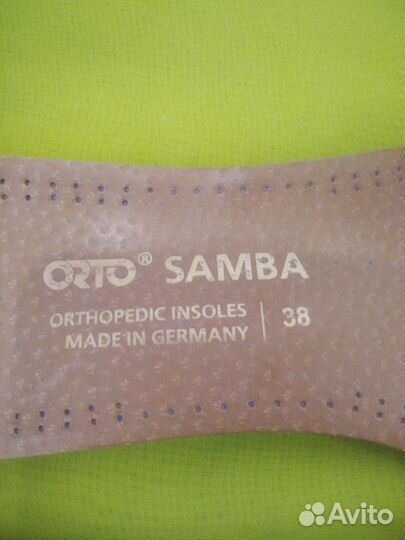 ORTO® SAMBA
ORTHOPEDIC INSOLES
MADE IN GERMANY
38
Avito